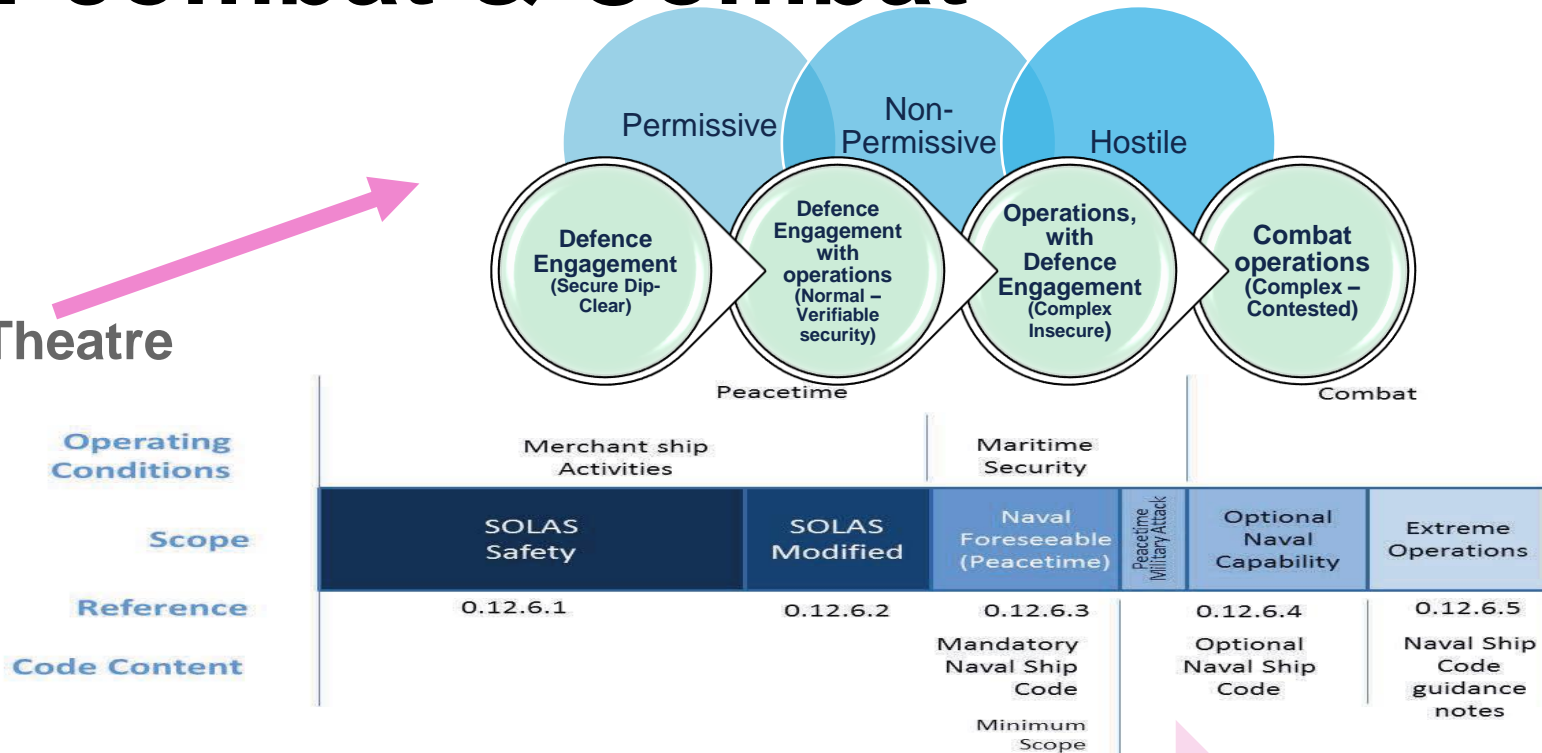 combat & Combat
Permissive
Non-
Permissive
Hostile
Defence
Engagement
(Secure Dip-
Clear)
Defence
Engagement
with
operations
(Normal –
Verifiable
security)
Operations,
with
Defence
Engagement
(Complex
Insecure)
Combat
operations
(Complex –
Contested)
Theatre
Peacetime
Combat
Operating
Conditions
Merchant ship
Activities
Maritime
Security
Scope
SOLAS
Safety
SOLAS
Modified
Naval
Foreseeable
(Peacetime)
Peacetime
Military Attack
Optional
Naval
Capability
Extreme
Operations
Reference
0.12.6.1
0.12.6.2
0.12.6.3
0.12.6.4
0.12.6.5
Code Content
Mandatory
Naval Ship
Code
Optional
Naval Ship
Code
Naval Ship
Code
guidance
notes
Minimum
Scope